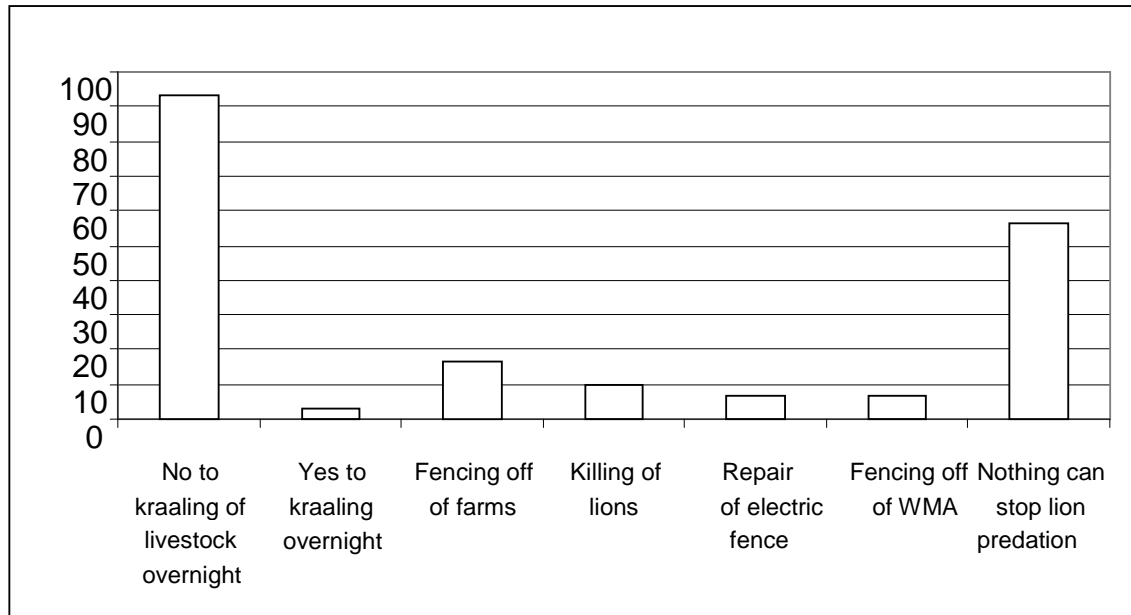 100
90
80
70
60
50
40
30
20
10
0
No to
kraaling of
livestock
overnight
Yes to
kraaling
overnight
Fencing off
of farms
Killing of
lions
Repair
of electric
fence
Fencing off
of WMA
Nothing can
stop lion
predation